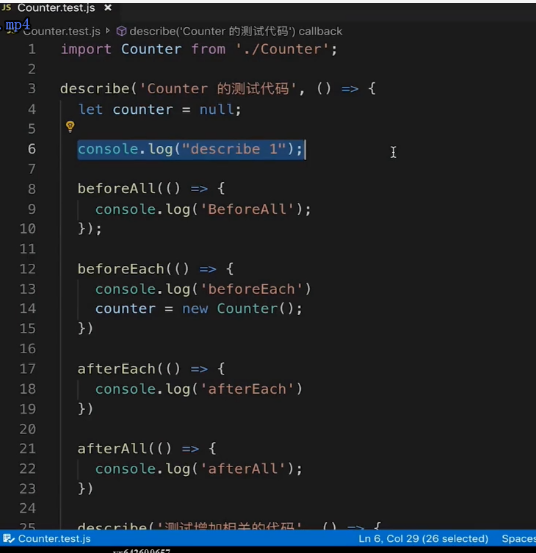 JS Counter.test.js ×
.mp4
JS Counter.test.js › describe('Counter 的测试代码') callback
1 import Counter from './Counter';
2
3 describe('Counter 的测试代码', () => {
4 let counter = null;
5
6 console.log("describe 1");
7
8 beforeAll(() => {
9 console.log('BeforeAll');
10 });
11
12 beforeEach(() => {
13 console.log('beforeEach')
14 counter = new Counter();
15 })
16
17 afterEach(() => {
18 console.log('afterEach')
19 })
20
21 afterAll(() => {
22 console.log('afterAll');
23 })
24
25 describe('测试增加相关的代码', () => {
Counter.test.js Ln 6, Col 29 (26 selected) Spaces